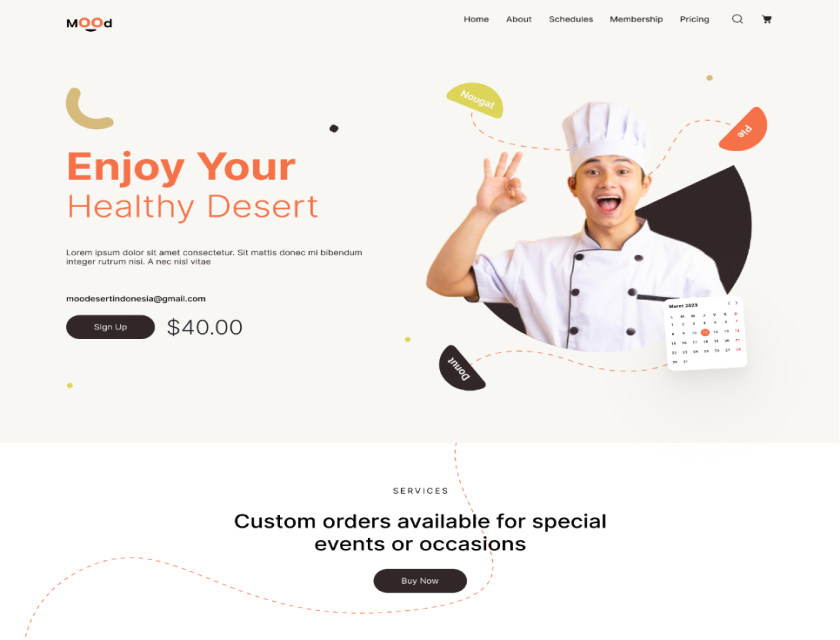 MOOd
Home About Schedules Membership Pricing
Nougat
Pie
Enjoy Your
Healthy Desert
Lorem ipsum dolor sit amet consectetur. Sit mattis donec mi bibendum
integer rutrum nisi. A nec nisl vitae
moodesertindonesia@gmail.com
Sign Up $40.00
Maret 2023
Donut
SERVICES
Custom orders available for special
events or occasions
Buy Now